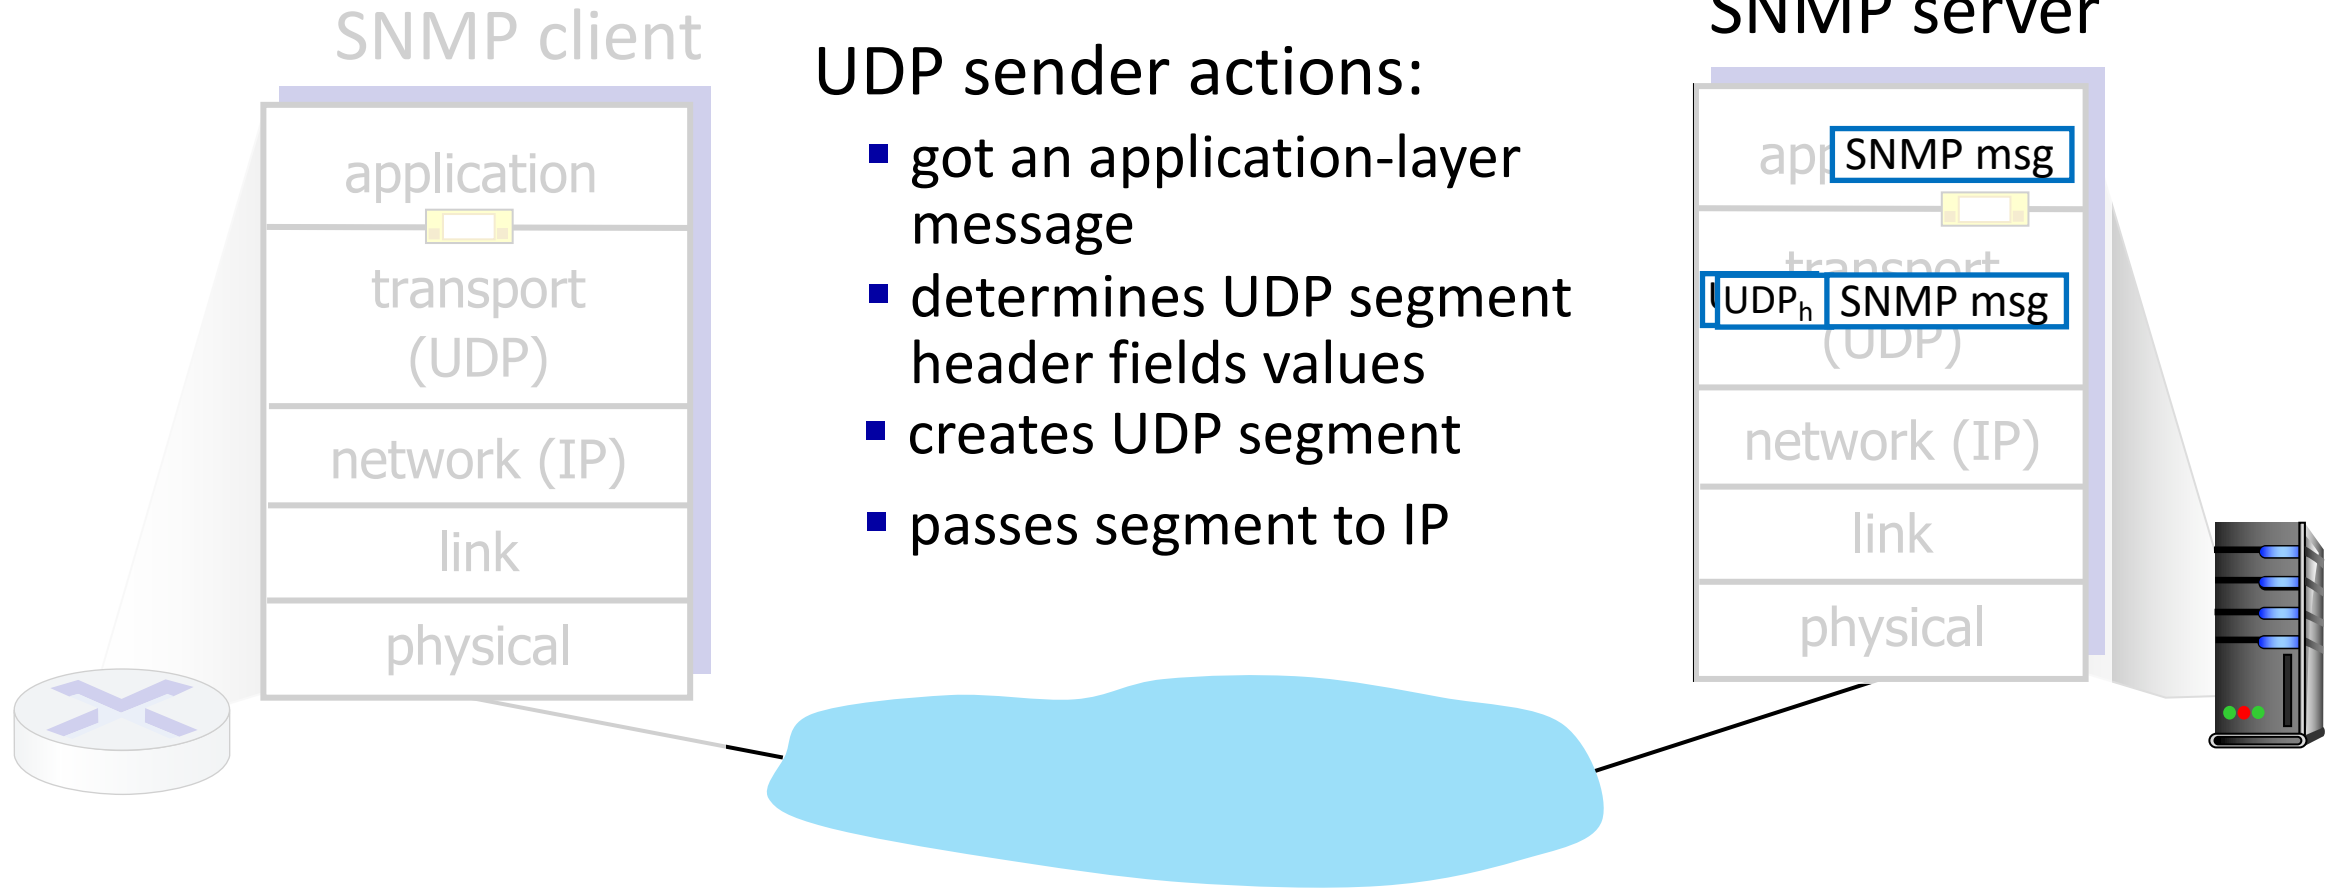 SNMP client
application
transport
(UDP)
network (IP)
link
physical
UDP sender actions:
got an application-layer
message
determines UDP segment
header fields values
creates UDP segment
passes segment to IP
SNMP server
SNMP msg
transport
UDPh SNMP msg
(UDP)
network (IP)
link
physical